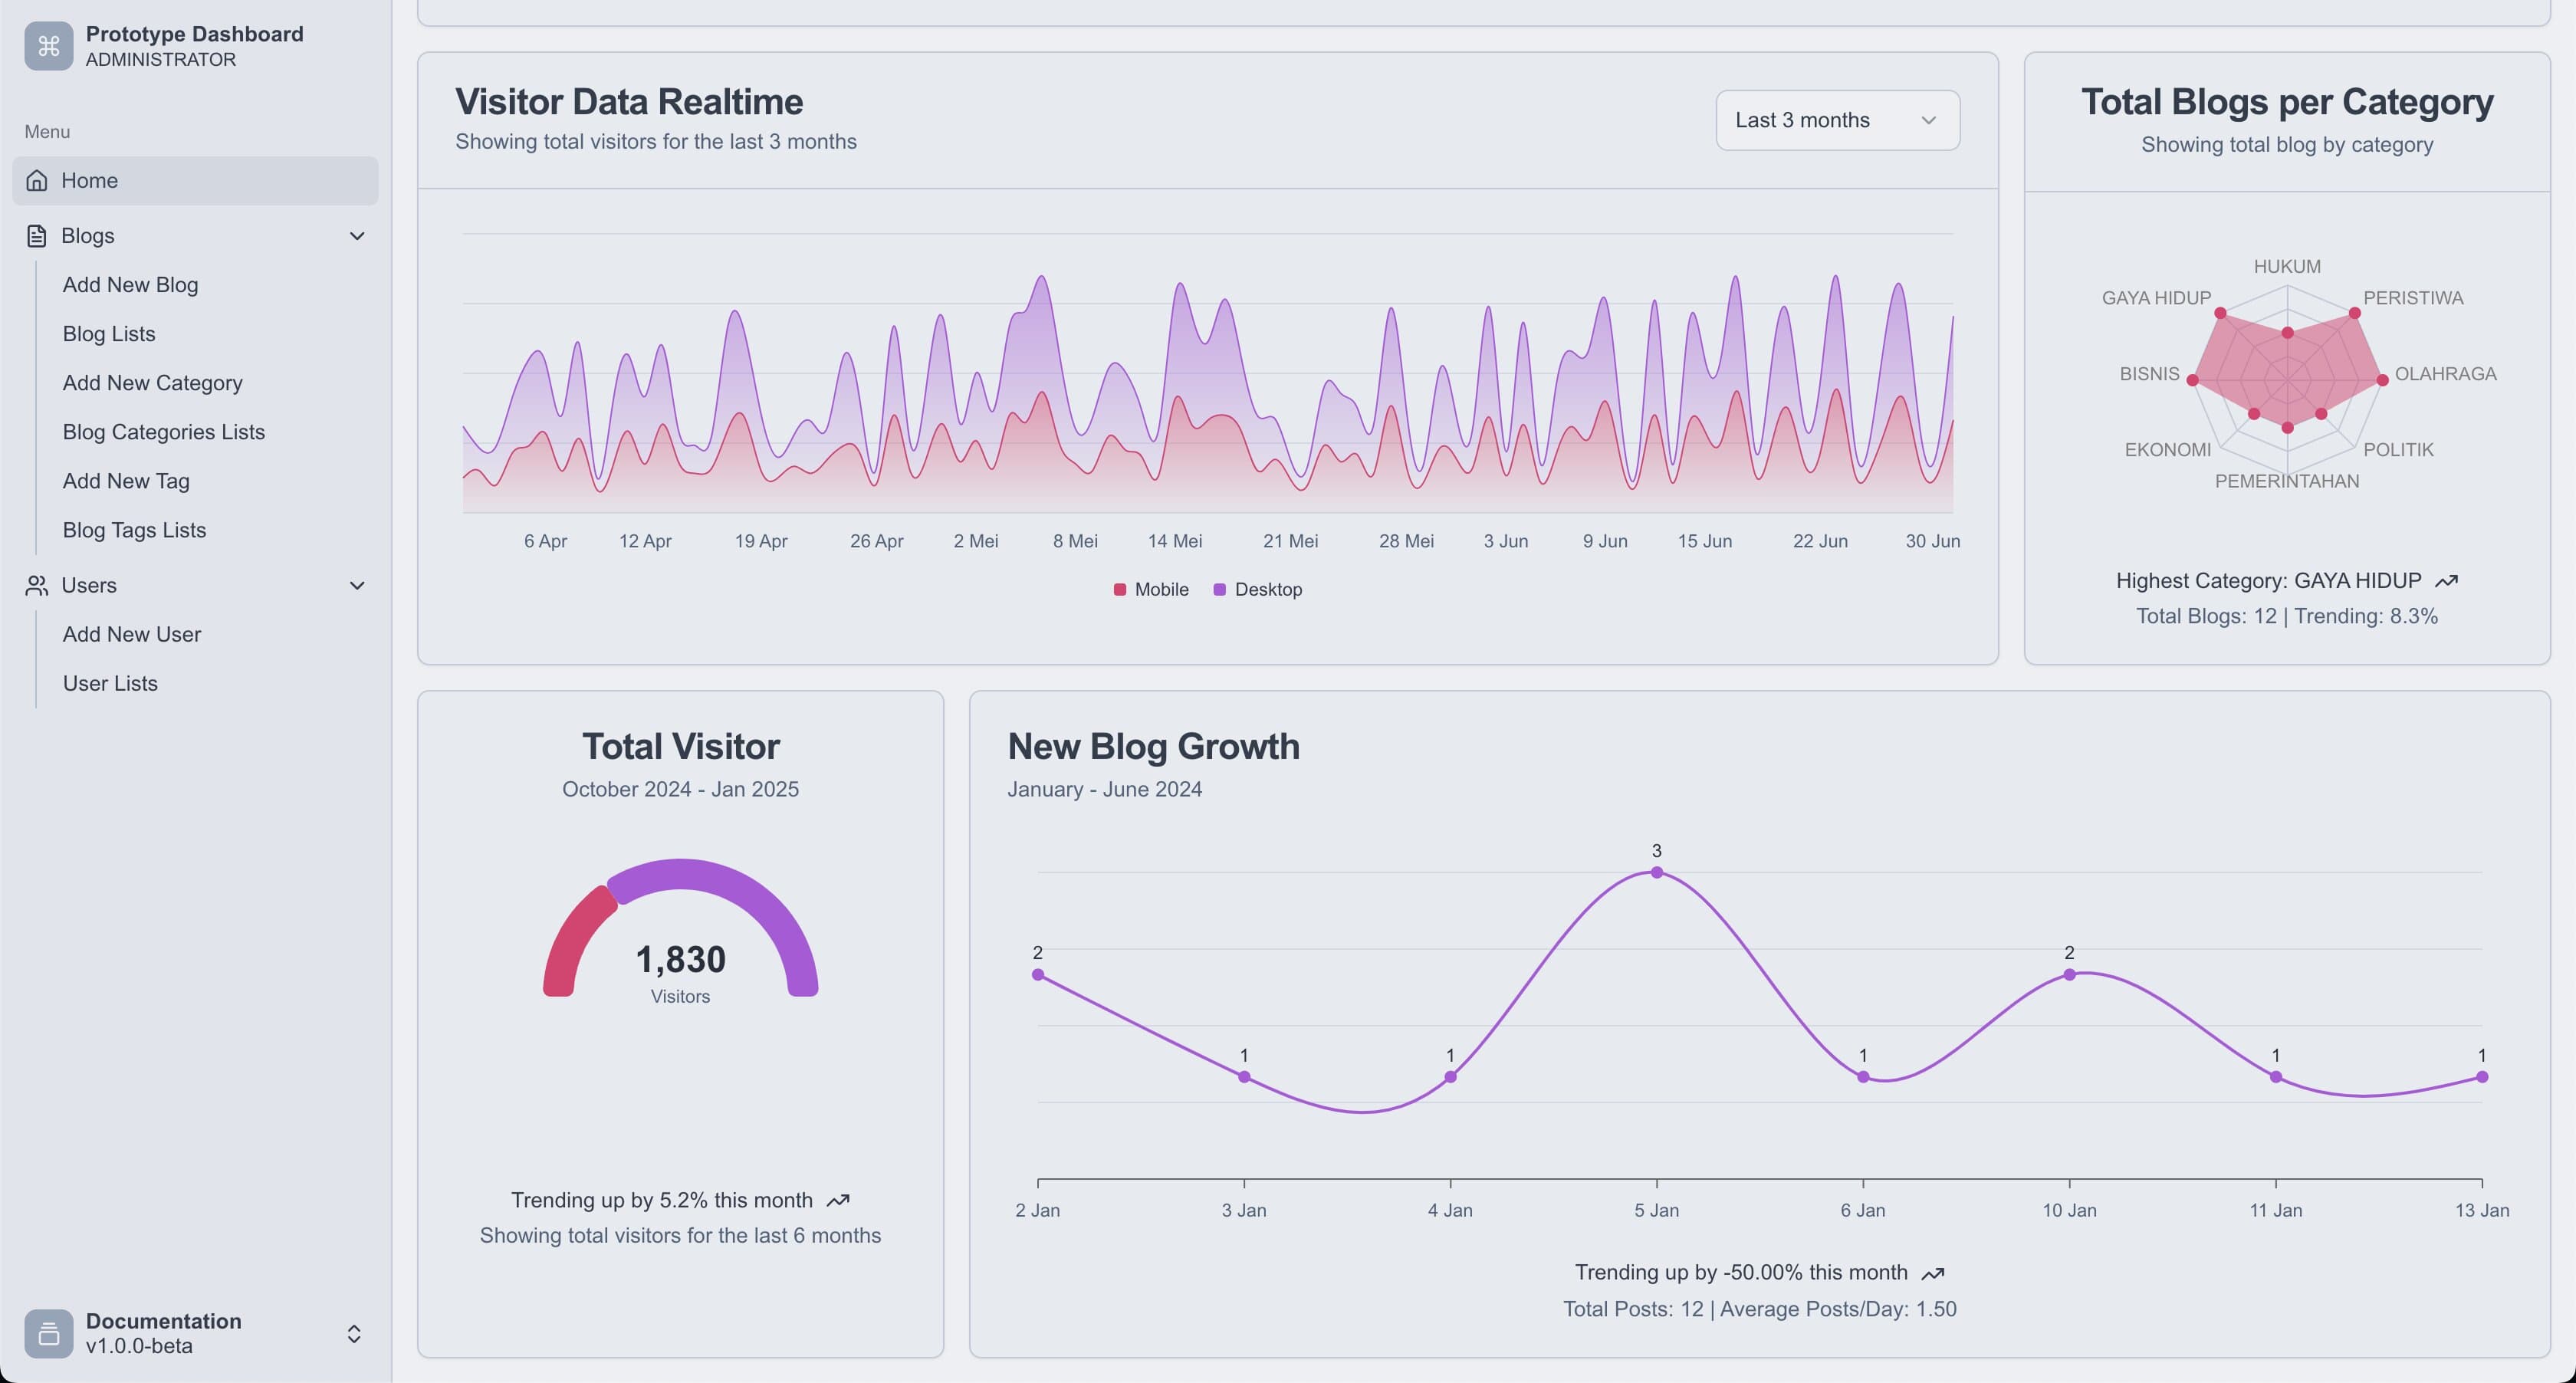 Prototype Dashboard
ADMINISTRATOR
Menu
Home
Blogs
Add New Blog
Blog Lists
Add New Category
Blog Categories Lists
Add New Tag
Blog Tags Lists
Users
Add New User
User Lists
Documentation
v1.0.0-beta
Visitor Data Realtime
Showing total visitors for the last 3 months
Last 3 months
6 Apr 12 Apr 19 Apr 26 Apr 2 Mei 8 Mei 14 Mei 21 Mei 28 Mei 3 Jun 9 Jun 15 Jun 22 Jun 30 Jun
Mobile Desktop
Total Blogs per Category
Showing total blog by category
HUKUM
GAYA HIDUP PERISTIWA
BISNIS OLAHRAGA
EKONOMI POLITIK
PEMERINTAHAN
Highest Category: GAYA HIDUP
Total Blogs: 12 | Trending: 8.3%
Total Visitor
October 2024 - Jan 2025
1,830
Visitors
Trending up by 5.2% this month
Showing total visitors for the last 6 months
New Blog Growth
January - June 2024
2 1 1 3 1 2 1 1
2 Jan 3 Jan 4 Jan 5 Jan 6 Jan 10 Jan 11 Jan 13 Jan
Trending up by -50.00% this month
Total Posts: 12 | Average Posts/Day: 1.50